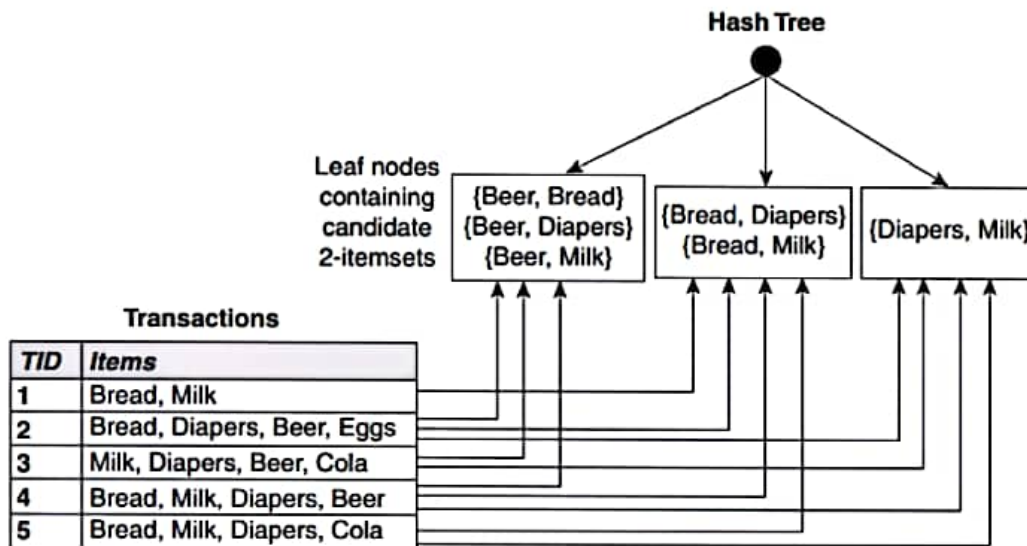 Hash Tree
Leaf nodes
containing
candidate
2-itemsets
{Beer, Bread}
{Beer, Diapers}
{Beer, Milk}
{Bread, Diapers}
{Bread, Milk}
{Diapers, Milk}
Transactions
TID Items
1 Bread, Milk
2 Bread, Diapers, Beer, Eggs
3 Milk, Diapers, Beer, Cola
4 Bread, Milk, Diapers, Beer
5 Bread, Milk, Diapers, Cola